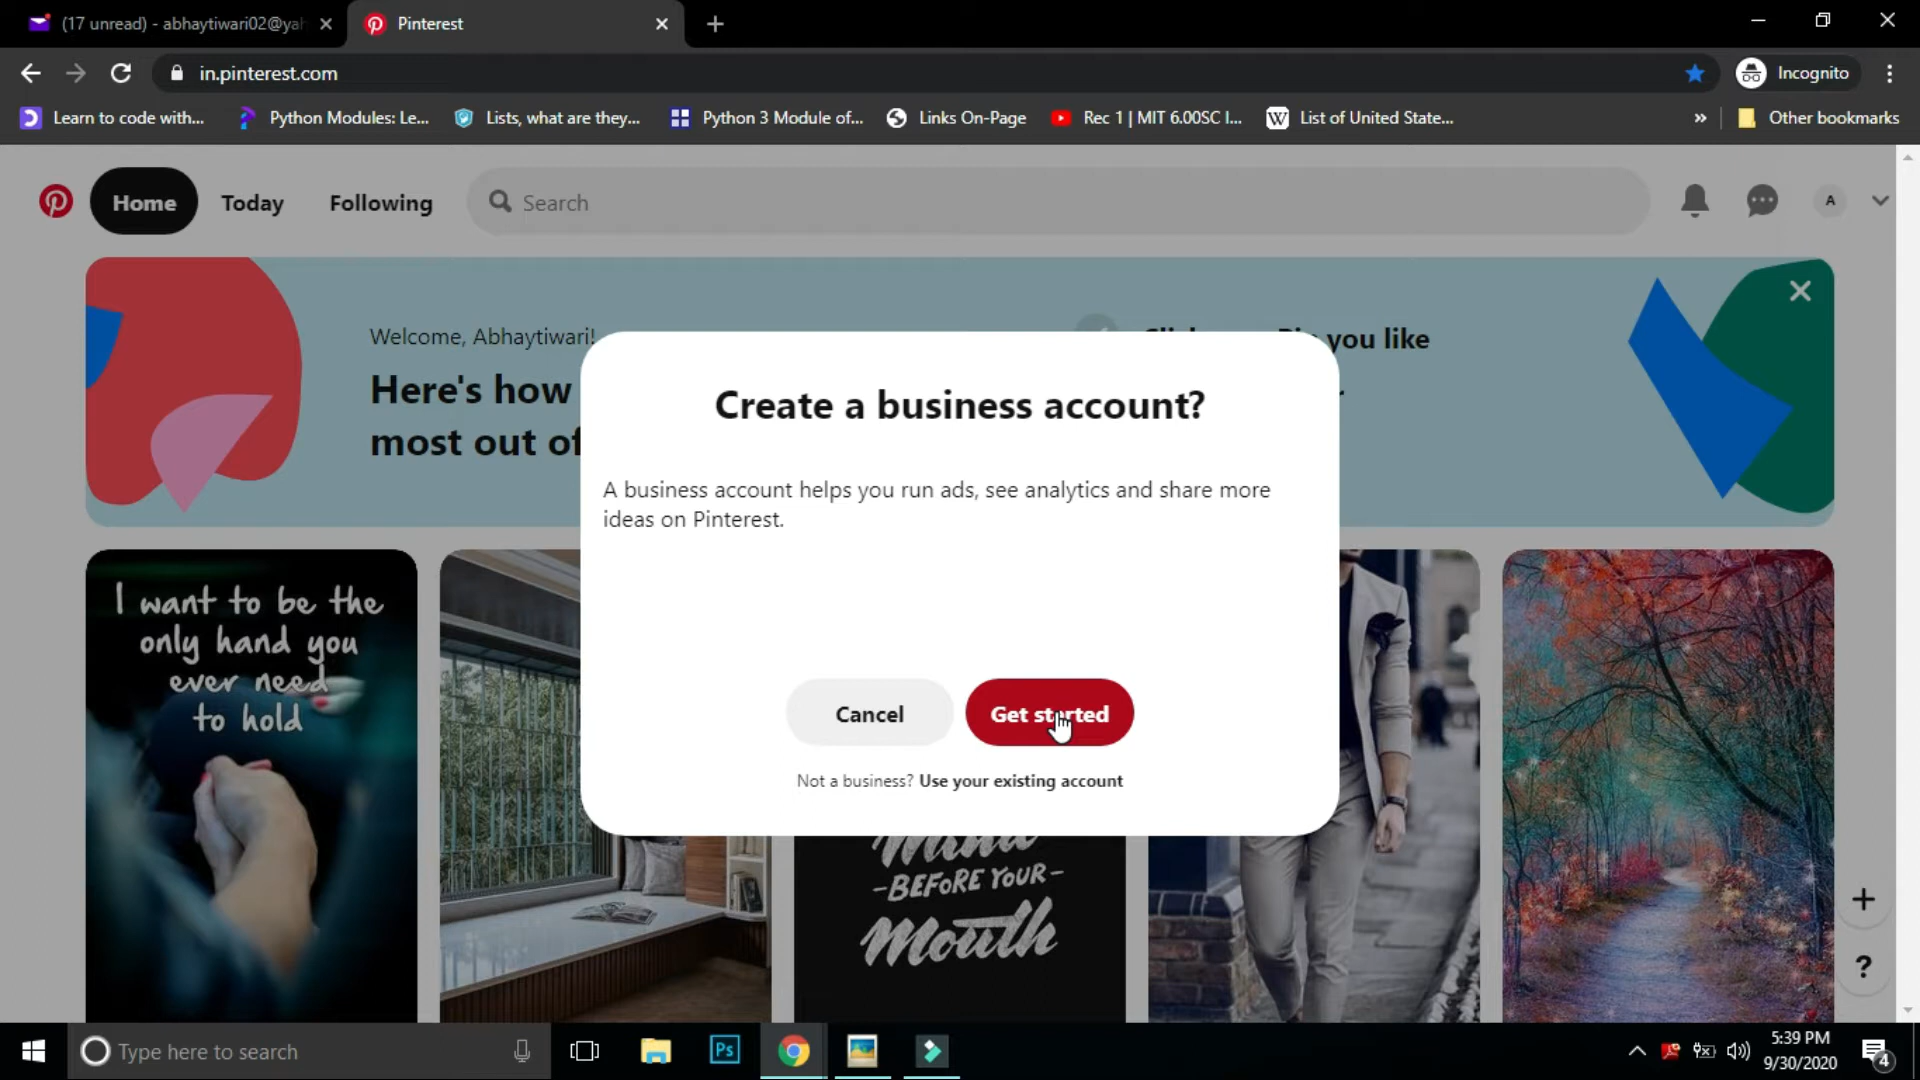 (17 unread) - abhaytiwari02@yah
Pinterest
in.pinterest.com
Incognito
Learn to code with...
Python Modules: Le...
Lists, what are they...
Python 3 Module of...
Links On-Page
Rec 1 | MIT 6.00SC I...
List of United State...
»
Other bookmarks
Home
Today
Following
Search
A
Welcome, Abhaytiwari!
Here's how
most out of
you like
Create a business account?
A business account helps you run ads, see analytics and share more
ideas on Pinterest.
Cancel
Get started
Not a business? Use your existing account
I want to be the
only hand you
ever need
to hold
Mind
-BEFORE YOUR-
Mouth
+
?
Type here to search
Ps
5:39 PM
9/30/2020
4